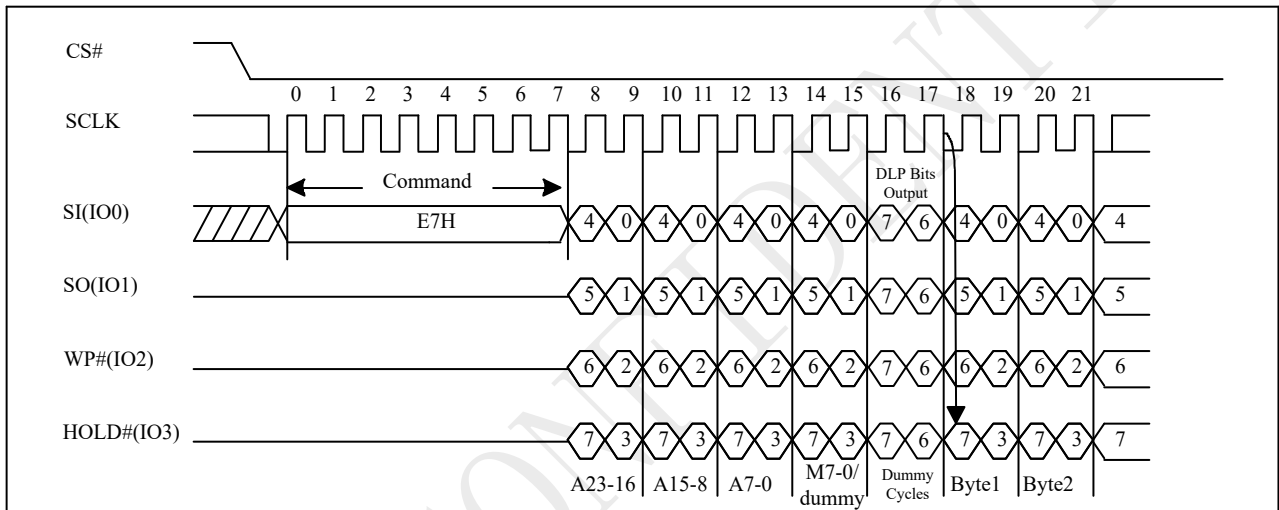 CS#
0 1 2 3 4 5 6 7 8 9 10 11 12 13 14 15 16 17 18 19 20 21
SCLK
Command
DLP Bits
Output
SI(IO0)
E7H
4 0 4 0 4 0 4 0 7 6 4 0 4 0 4
SO(IO1)
5 1 5 1 5 1 5 1 7 6 5 1 5 1 5
WP#(IO2)
6 2 6 2 6 2 6 2 7 6 6 2 6 2 6
HOLD#(IO3)
7 3 7 3 7 3 7 3 7 6 7 3 7 3 7
A23-16 A15-8 A7-0 M7-0/ Dummy Byte1 Byte2
dummy Cycles